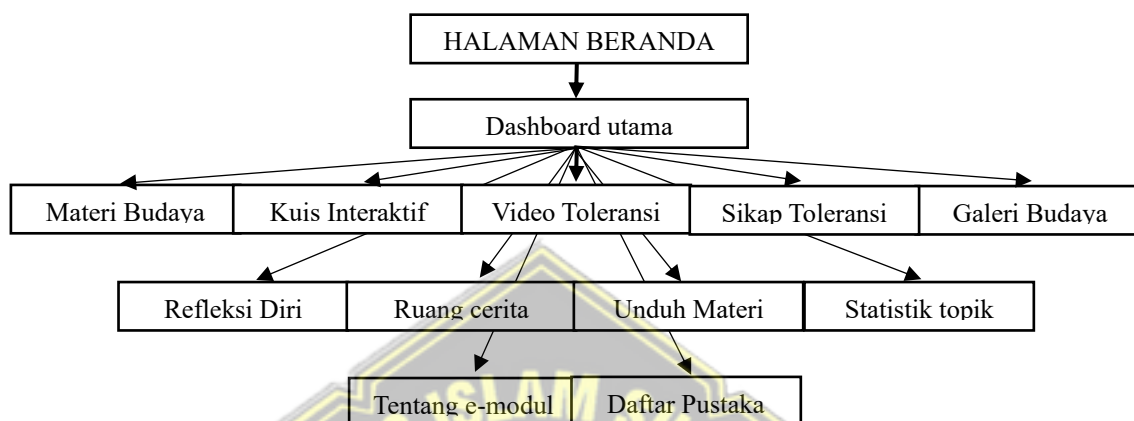 HALAMAN BERANDA
Dashboard utama
Materi Budaya
Kuis Interaktif
Video Toleransi
Sikap Toleransi
Galeri Budaya
Refleksi Diri
Ruang cerita
Unduh Materi
Statistik topik
ISLAM
Tentang e-modul
Daftar Pustaka